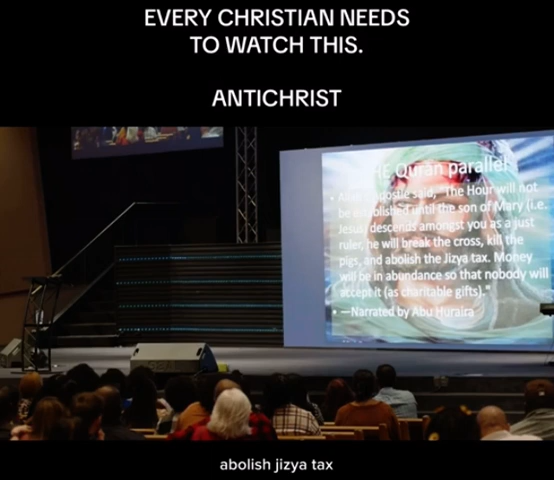 EVERY CHRISTIAN NEEDS
TO WATCH THIS.
ANTICHRIST
Quran parallel
said, "The Hour will not
be established until the son of Mary (i.e.
Jesus) descends amongst you as a just
ruler, he will break the cross, kill the
pigs, and abolish the Jizya tax. Money
will be in abundance so that nobody will
accept it (as charitable gifts)."
—Narrated by Abu Huraira
abolish jizya tax